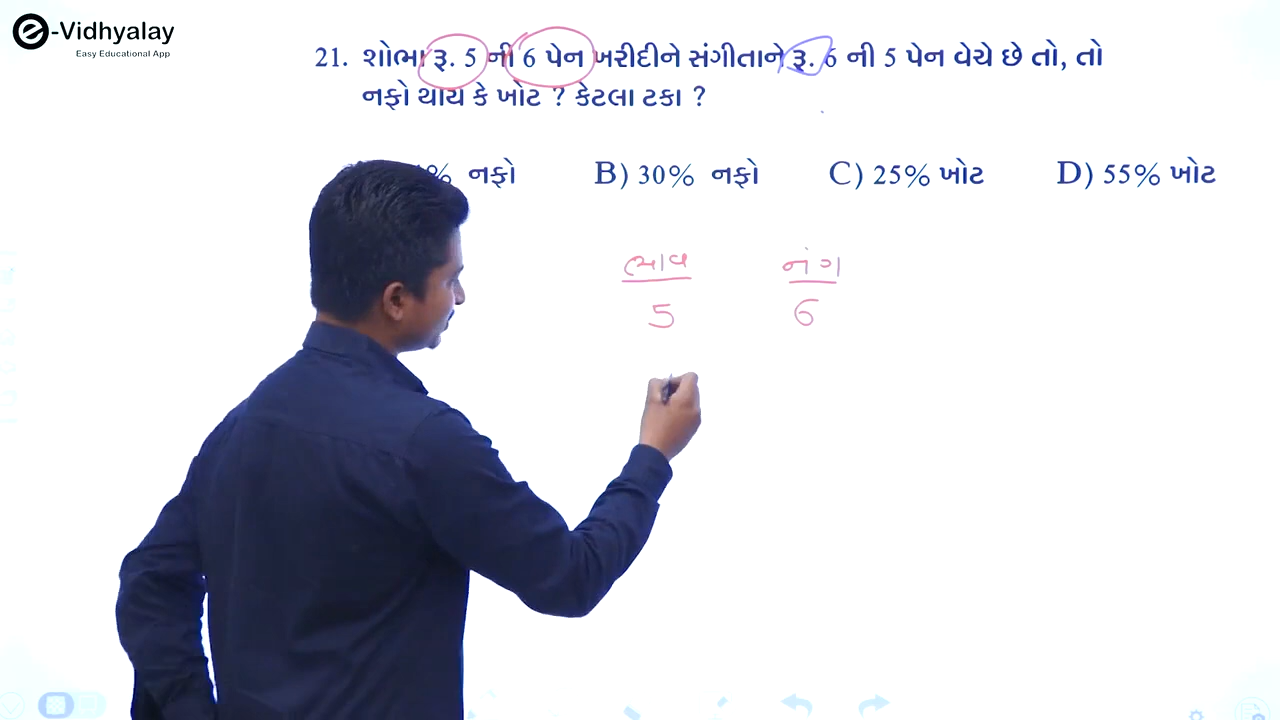 e-Vidhyalay
Easy Educational App
21. શોભા રૂ. 5 ની 6 પેન ખરીદીને સંગીતાને રૂ. 6 ની 5 પેન વેચે છે તો, તો
નફો થાય કે ખોટ ? કેટલા ટકા ?
% નફો B) 30% નફો C) 25% ખોટ D) 55% ખોટ
ભાવ નંગ
5 6